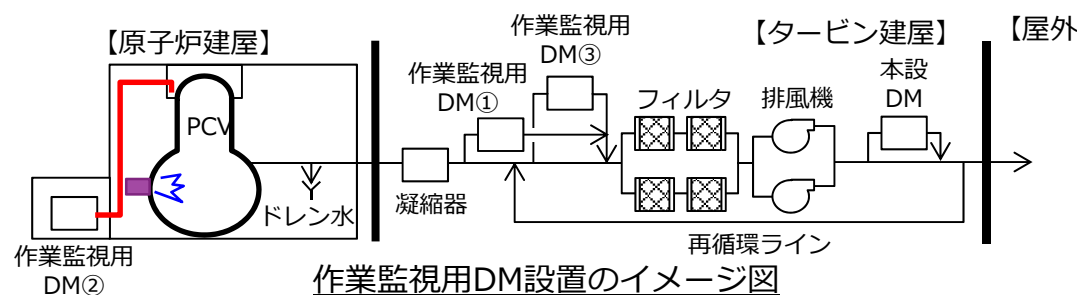 【原子炉建屋】
作業監視用
DM③
【タービン建屋】
【屋外
作業監視用
DM①
フィルタ
排風機
本設
DM
PCV
ドレン水
凝縮器
再循環ライン
作業監視用
DM②
作業監視用DM設置のイメージ図